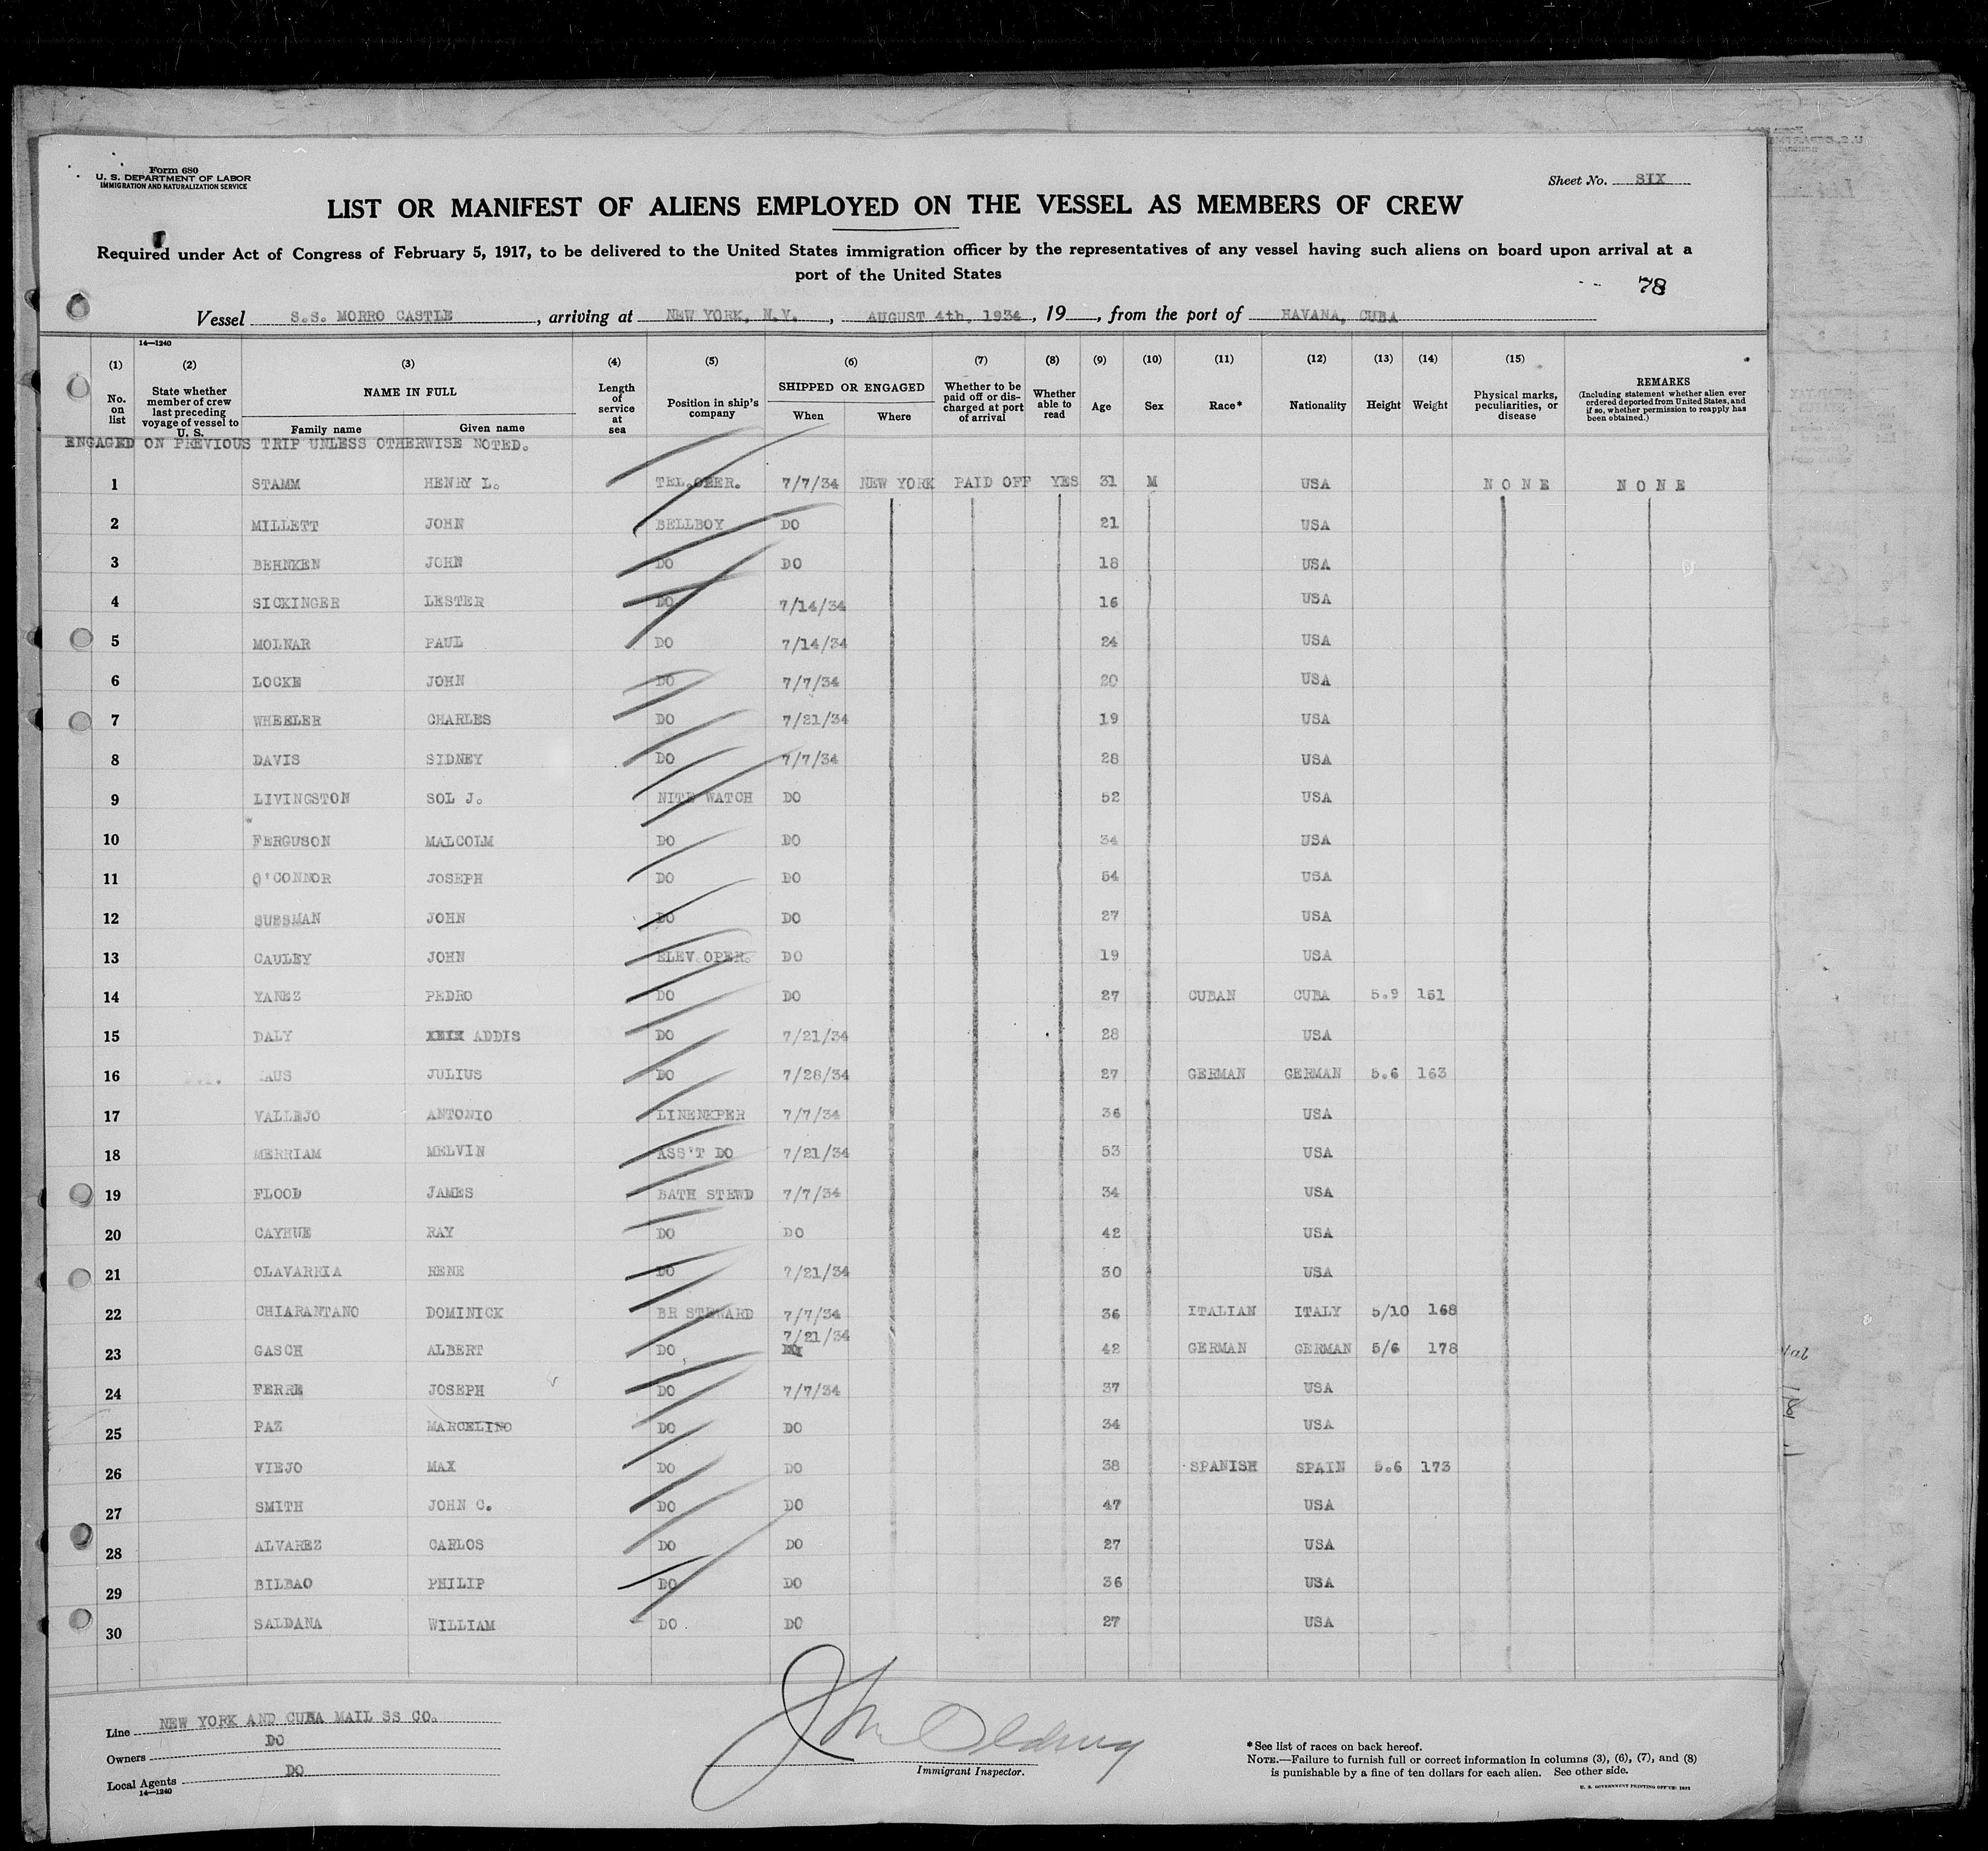 Form 680
U. S. DEPARTMENT OF LABOR
IMMIGRATION AND NATURALIZATION SERVICE
Sheet No. SIX
LIST OR MANIFEST OF ALIENS EMPLOYED ON THE VESSEL AS MEMBERS OF CREW
Required under Act of Congress of February 5, 1917, to be delivered to the United States immigration officer by the representatives of any vessel having such aliens on board upon arrival at a
port of the United States
78
Vessel S.S. MORRO CASTLE, arriving at NEW YORK, N.Y., AUGUST 4th, 1934, 19, from the port of HAVANA, CUBA
14—1240
(1) No. on list
(2) State whether member of crew last preceding voyage of vessel to U. S.
(3) NAME IN FULL Family name Given name
(4) Length of service at sea
(5) Position in ship's company
(6) SHIPPED OR ENGAGED When Where
(7) Whether to be paid off or discharged at port of arrival
(8) Whether able to read
(9) Age
(10) Sex
(11) Race*
(12) Nationality
(13) Height
(14) Weight
(15) Physical marks, peculiarities, or disease
REMARKS (Including statement whether alien ever ordered deported from United States, and if so, whether permission to reapply has been obtained.)
ENGAGED ON PREVIOUS TRIP UNLESS OTHERWISE NOTED.
1 STAMM HENRY L. TEL.OPER. 7/7/34 NEW YORK PAID OFF YES 31 M USA NONE NONE
2 MILLETT JOHN BELLBOY DO 21 USA
3 BEHNKEN JOHN DO DO 18 USA
4 SICKINGER LESTER DO 7/14/34 16 USA
5 MOLNAR PAUL DO 7/14/34 24 USA
6 LOCKE JOHN DO 7/7/34 20 USA
7 WHEELER CHARLES DO 7/21/34 19 USA
8 DAVIS SIDNEY DO 7/7/34 28 USA
9 LIVINGSTON SOL J. NITE WATCH DO 52 USA
10 FERGUSON MALCOLM DO DO 34 USA
11 O'CONNOR JOSEPH DO DO 54 USA
12 SUSSMAN JOHN DO DO 27 USA
13 CAULEY JOHN ELEV.OPER. DO 19 USA
14 YANEZ PEDRO DO DO 27 CUBAN CUBA 5.9 151
15 DALY ADDIS DO 7/21/34 28 USA
16 AUS JULIUS DO 7/28/34 27 GERMAN GERMAN 5.6 163
17 VALLEJO ANTONIO LINENKPER 7/7/34 36 USA
18 MERRIAM MELVIN ASS'T DO 7/21/34 53 USA
19 FLOOD JAMES BATH STEWD 7/7/34 34 USA
20 CAYHUE RAY DO DO 42 USA
21 OLAVARRIA RENE DO 7/21/34 30 USA
22 CHIARANTANO DOMINICK BR STEWARD 7/7/34 36 ITALIAN ITALY 5/10 168
23 GASCH ALBERT DO 7/21/34 42 GERMAN GERMAN 5/6 178
24 FERRE JOSEPH DO 7/7/34 37 USA
25 PAZ MARCELINO DO DO 34 USA
26 VIEJO MAX DO DO 38 SPANISH SPAIN 5.6 173
27 SMITH JOHN C. DO DO 47 USA
28 ALVAREZ CARLOS DO DO 27 USA
29 BILBAO PHILIP DO DO 36 USA
30 SALDANA WILLIAM DO DO 27 USA
Line NEW YORK AND CUBA MAIL SS CO.
Owners DO
Local Agents DO
14—1240
Immigrant Inspector.
*See list of races on back hereof.
NOTE.—Failure to furnish full or correct information in columns (3), (6), (7), and (8)
is punishable by a fine of ten dollars for each alien. See other side.
U. S. GOVERNMENT PRINTING OFFICE: